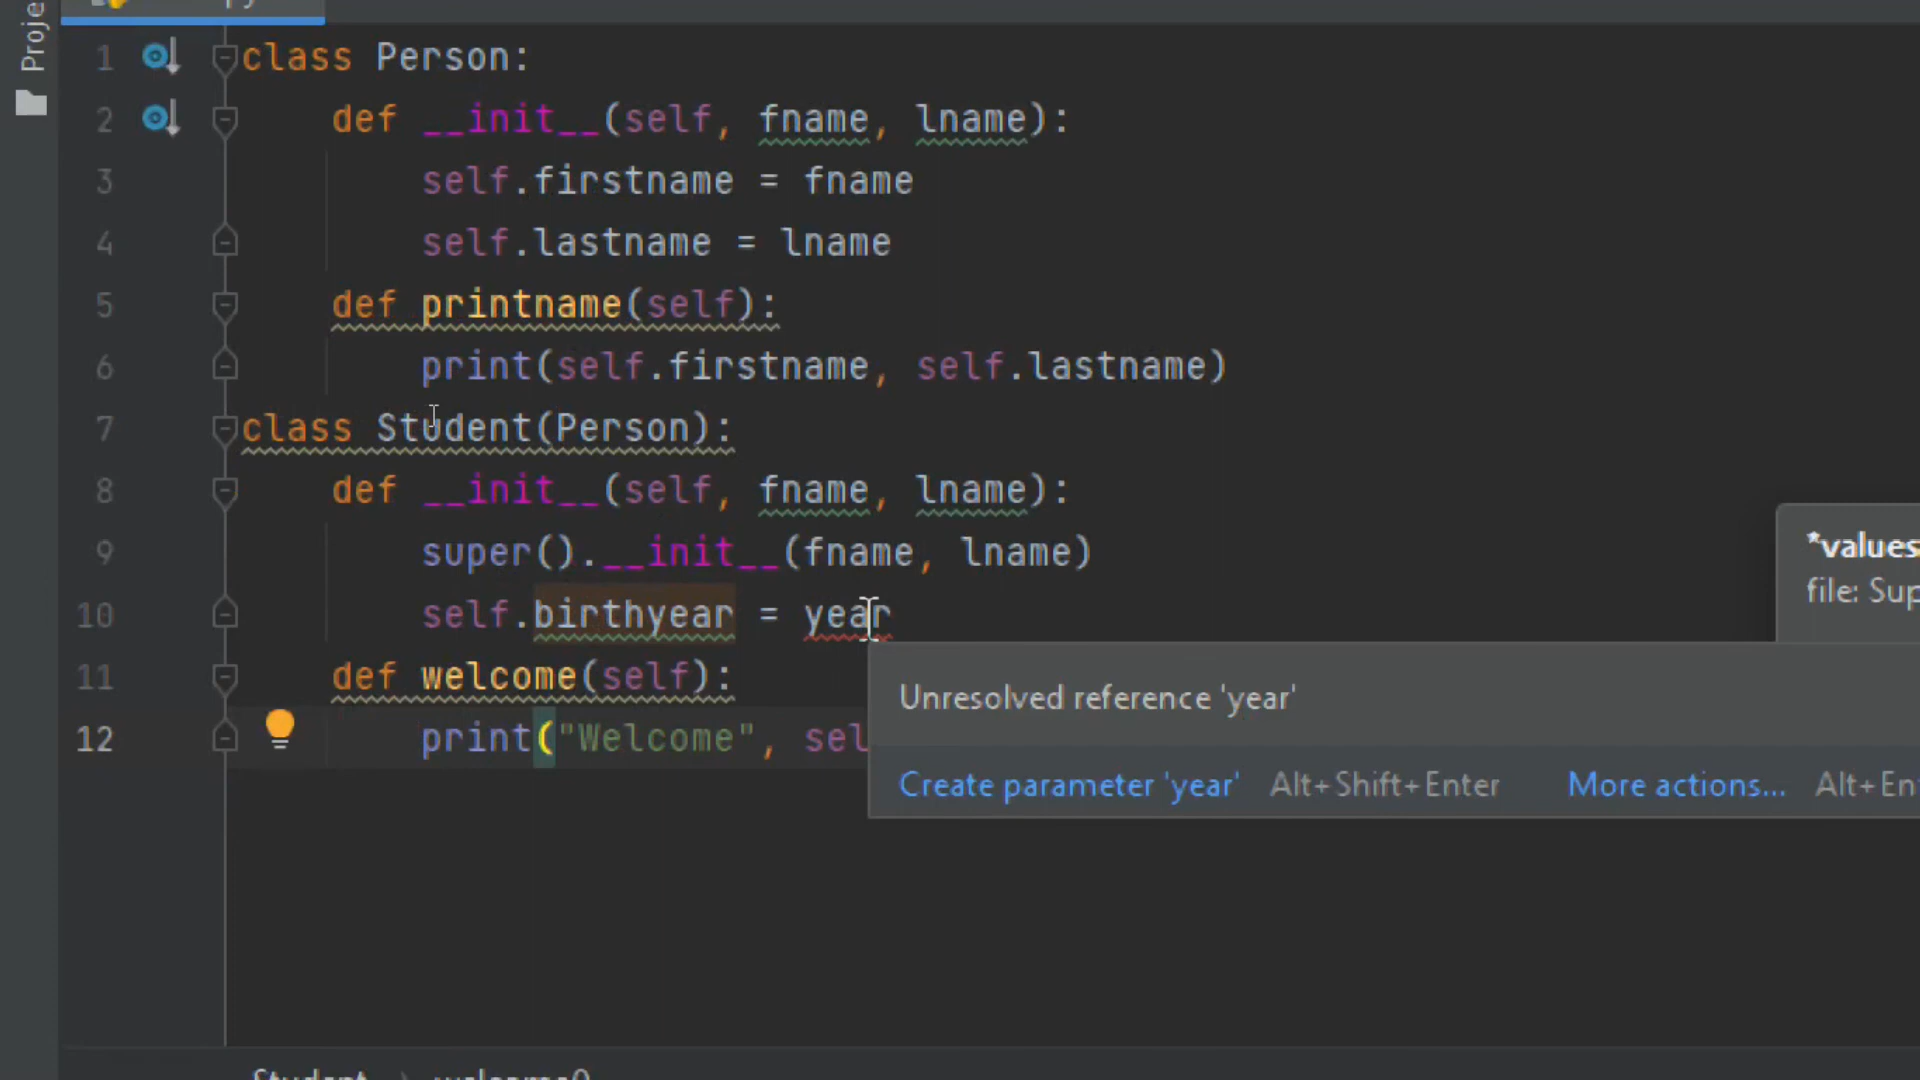 Proje
1 class Person:
2 def __init__(self, fname, lname):
3 self.firstname = fname
4 self.lastname = lname
5 def printname(self):
6 print(self.firstname, self.lastname)
7 class Student(Person):
8 def __init__(self, fname, lname):
9 super().__init__(fname, lname)
*values
file: Sup
10 self.birthyear = year
11 def welcome(self):
Unresolved reference 'year'
12 print("Welcome", sel
Create parameter 'year' Alt+Shift+Enter More actions... Alt+En
Student